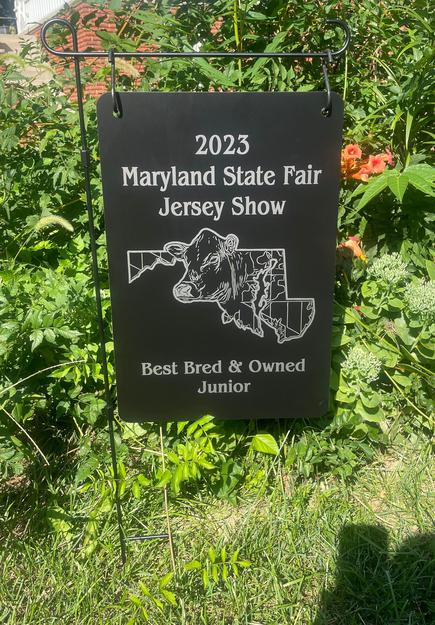 2023
Maryland State Fair
Jersey Show
Best Bred & Owned
Junior